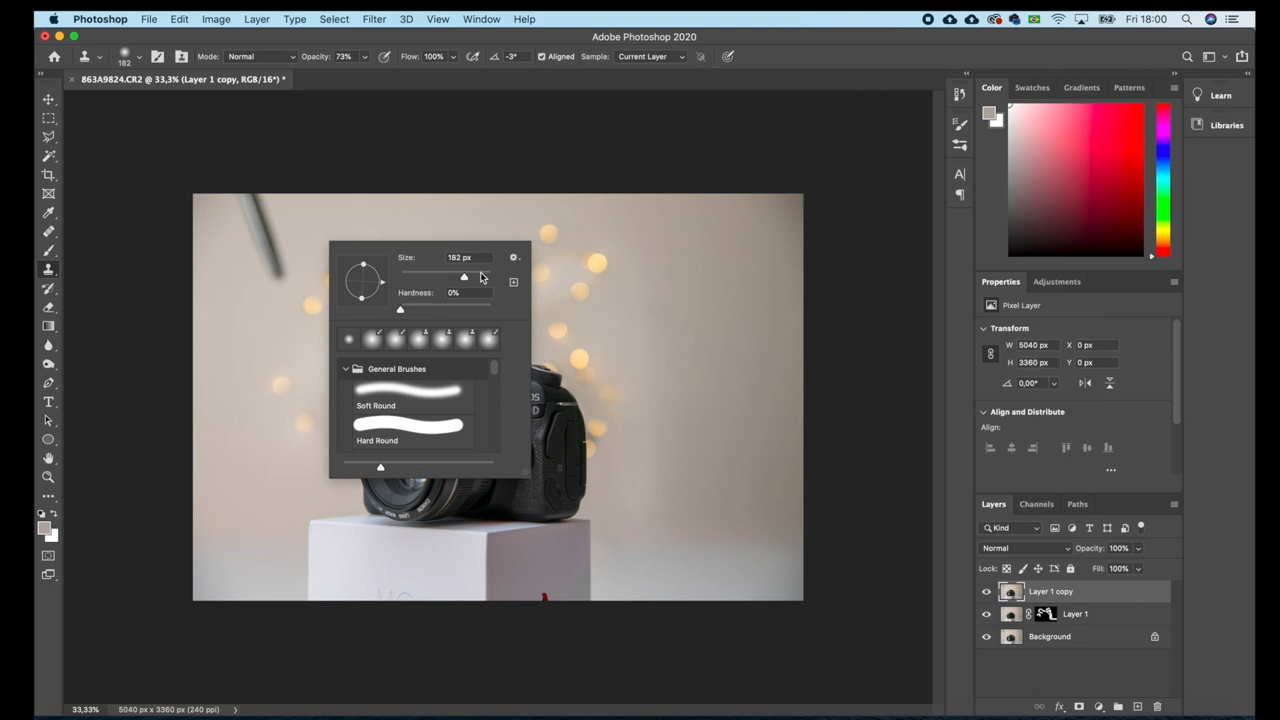 Photoshop File Edit Image Layer Type Select Filter 3D View Window Help Fri 18:00
Adobe Photoshop 2020
182 Mode: Normal Opacity: 73% Flow: 100% -3° Aligned Sample: Current Layer
× 863A9824.CR2 @ 33,3% (Layer 1 copy, RGB/16*) *
Color Swatches Gradients Patterns
Learn
Libraries
Size: 182 px
Hardness: 0%
General Brushes
Soft Round
Hard Round
Properties Adjustments
Pixel Layer
Transform
W 5040 px X 0 px
H 3360 px Y 0 px
0,00°
Align and Distribute
Align:
Layers Channels Paths
Kind
Normal Opacity: 100%
Lock: Fill: 100%
Layer 1 copy
Layer 1
Background
33,33% 5040 px x 3360 px (240 ppi)